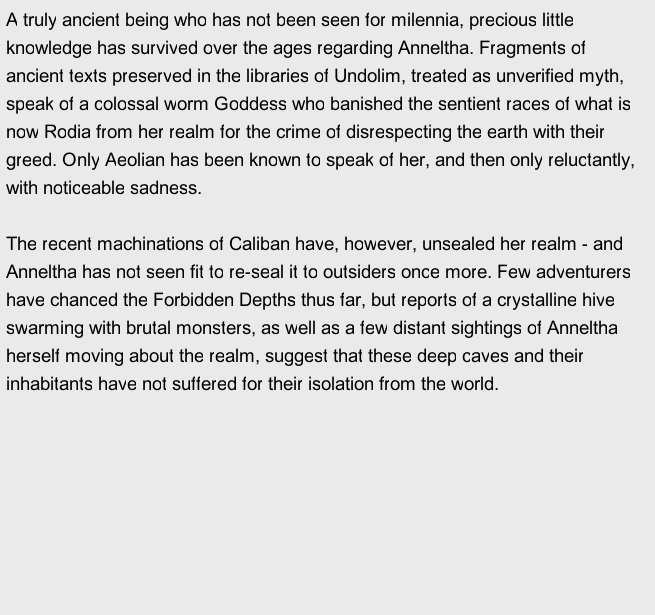 A truly ancient being who has not been seen for milennia, precious little
knowledge has survived over the ages regarding Anneltha. Fragments of
ancient texts preserved in the libraries of Undolim, treated as unverified myth,
speak of a colossal worm Goddess who banished the sentient races of what is
now Rodia from her realm for the crime of disrespecting the earth with their
greed. Only Aeolian has been known to speak of her, and then only reluctantly,
with noticeable sadness.

The recent machinations of Caliban have, however, unsealed her realm - and
Anneltha has not seen fit to re-seal it to outsiders once more. Few adventurers
have chanced the Forbidden Depths thus far, but reports of a crystalline hive
swarming with brutal monsters, as well as a few distant sightings of Anneltha
herself moving about the realm, suggest that these deep caves and their
inhabitants have not suffered for their isolation from the world.